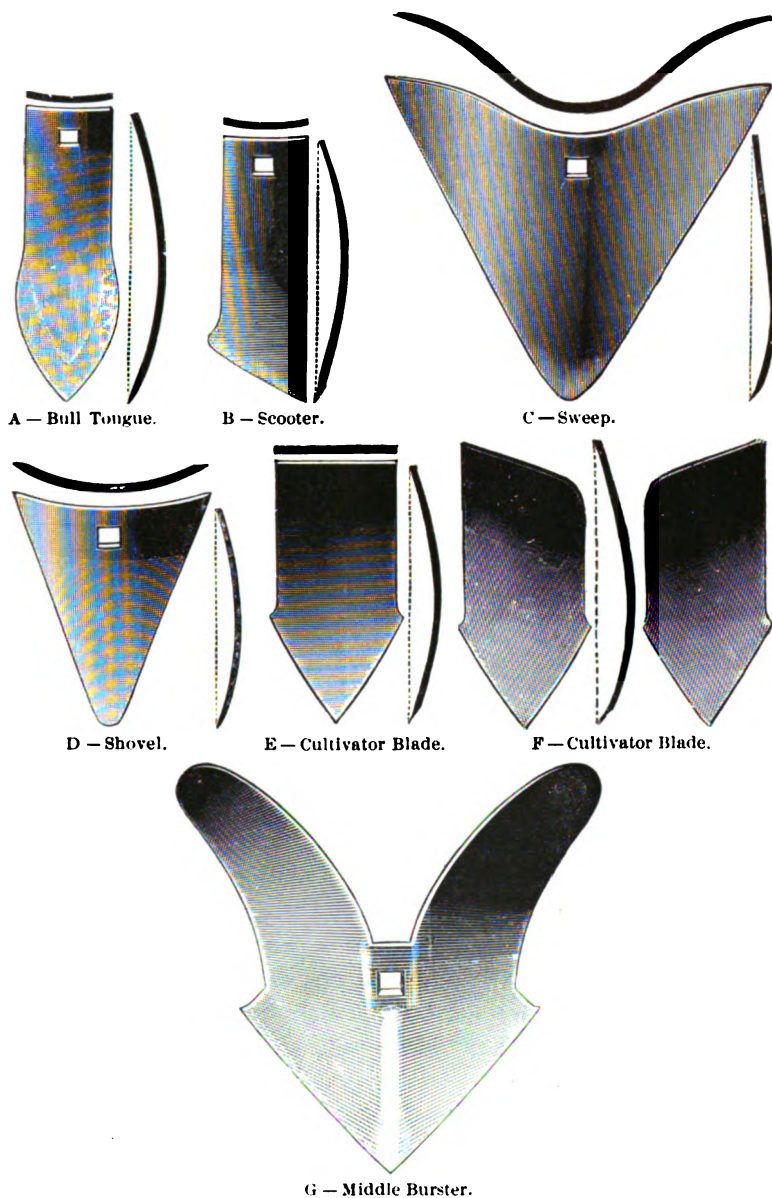 A — Bull Tongue.
B — Scooter.
C — Sweep.
D — Shovel.
E — Cultivator Blade.
F — Cultivator Blade.
G — Middle Burster.